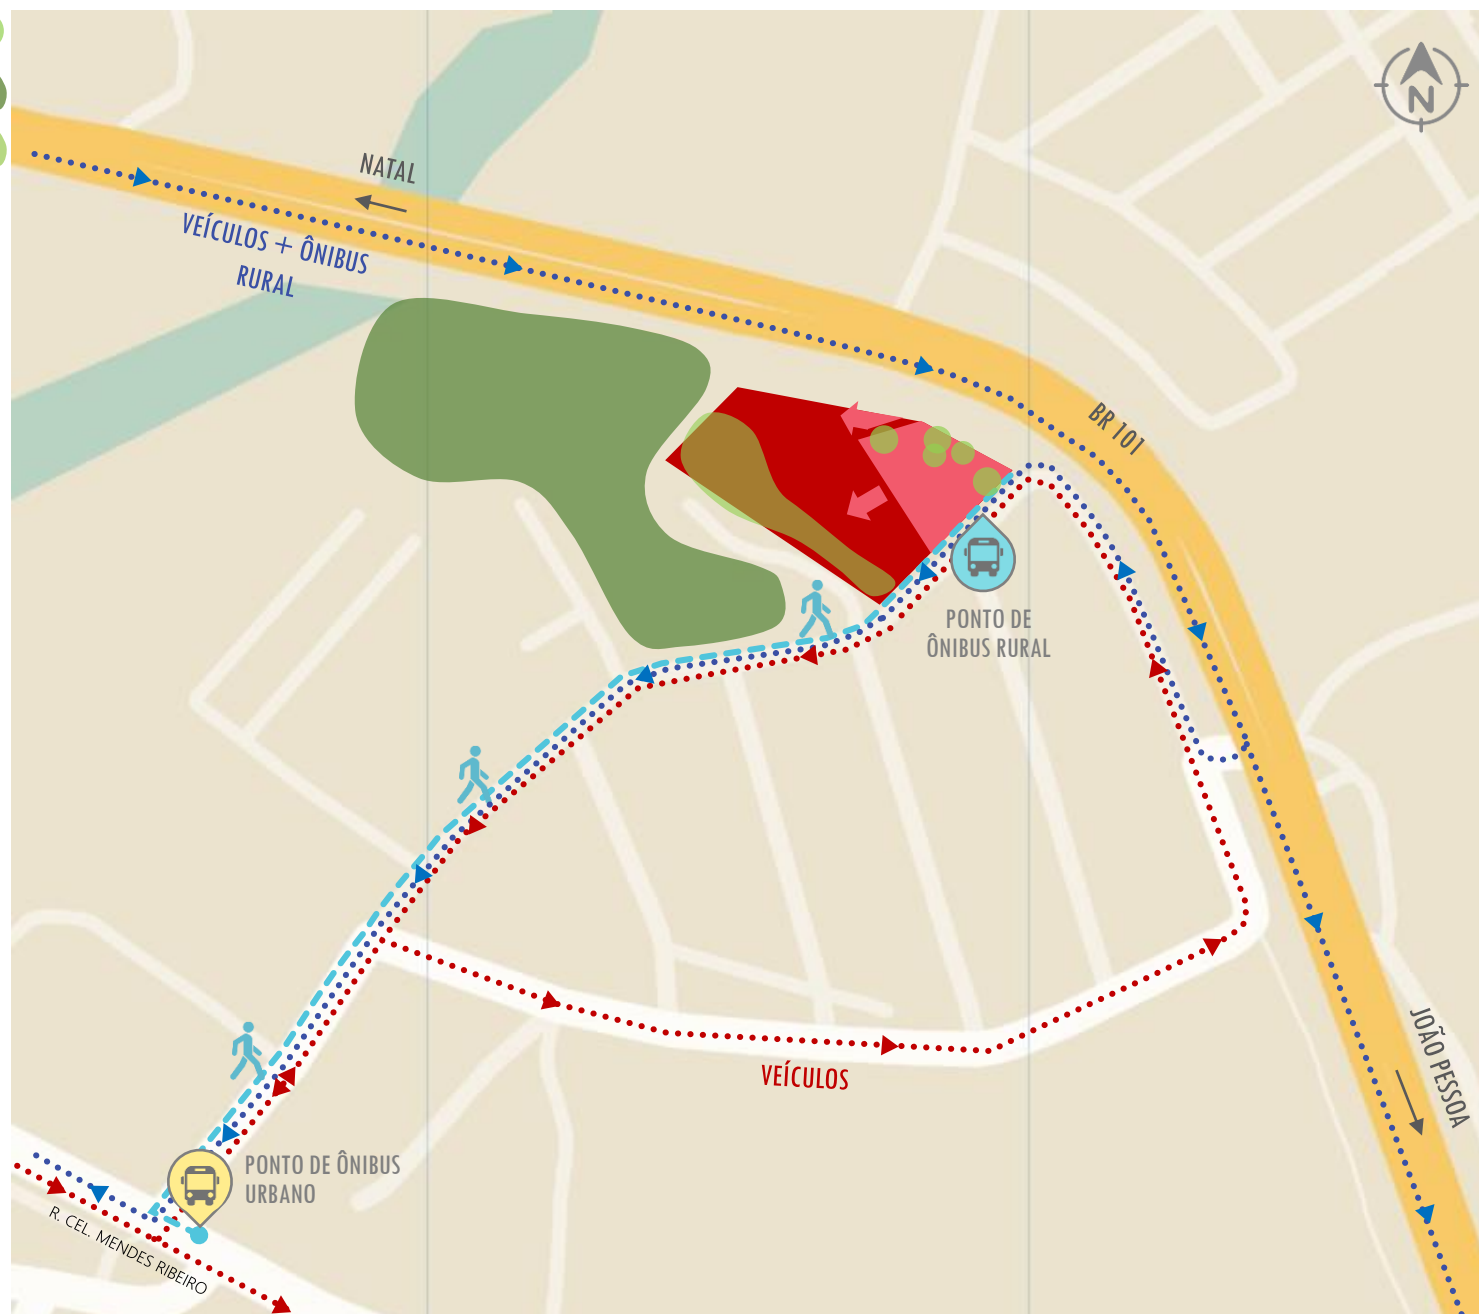 N
NATAL
VEÍCULOS + ÔNIBUS
RURAL
BR 101
PONTO DE
ÔNIBUS RURAL
JOÃO PESSOA
VEÍCULOS
PONTO DE ÔNIBUS
URBANO
R. CEL. MENDES RIBEIRO